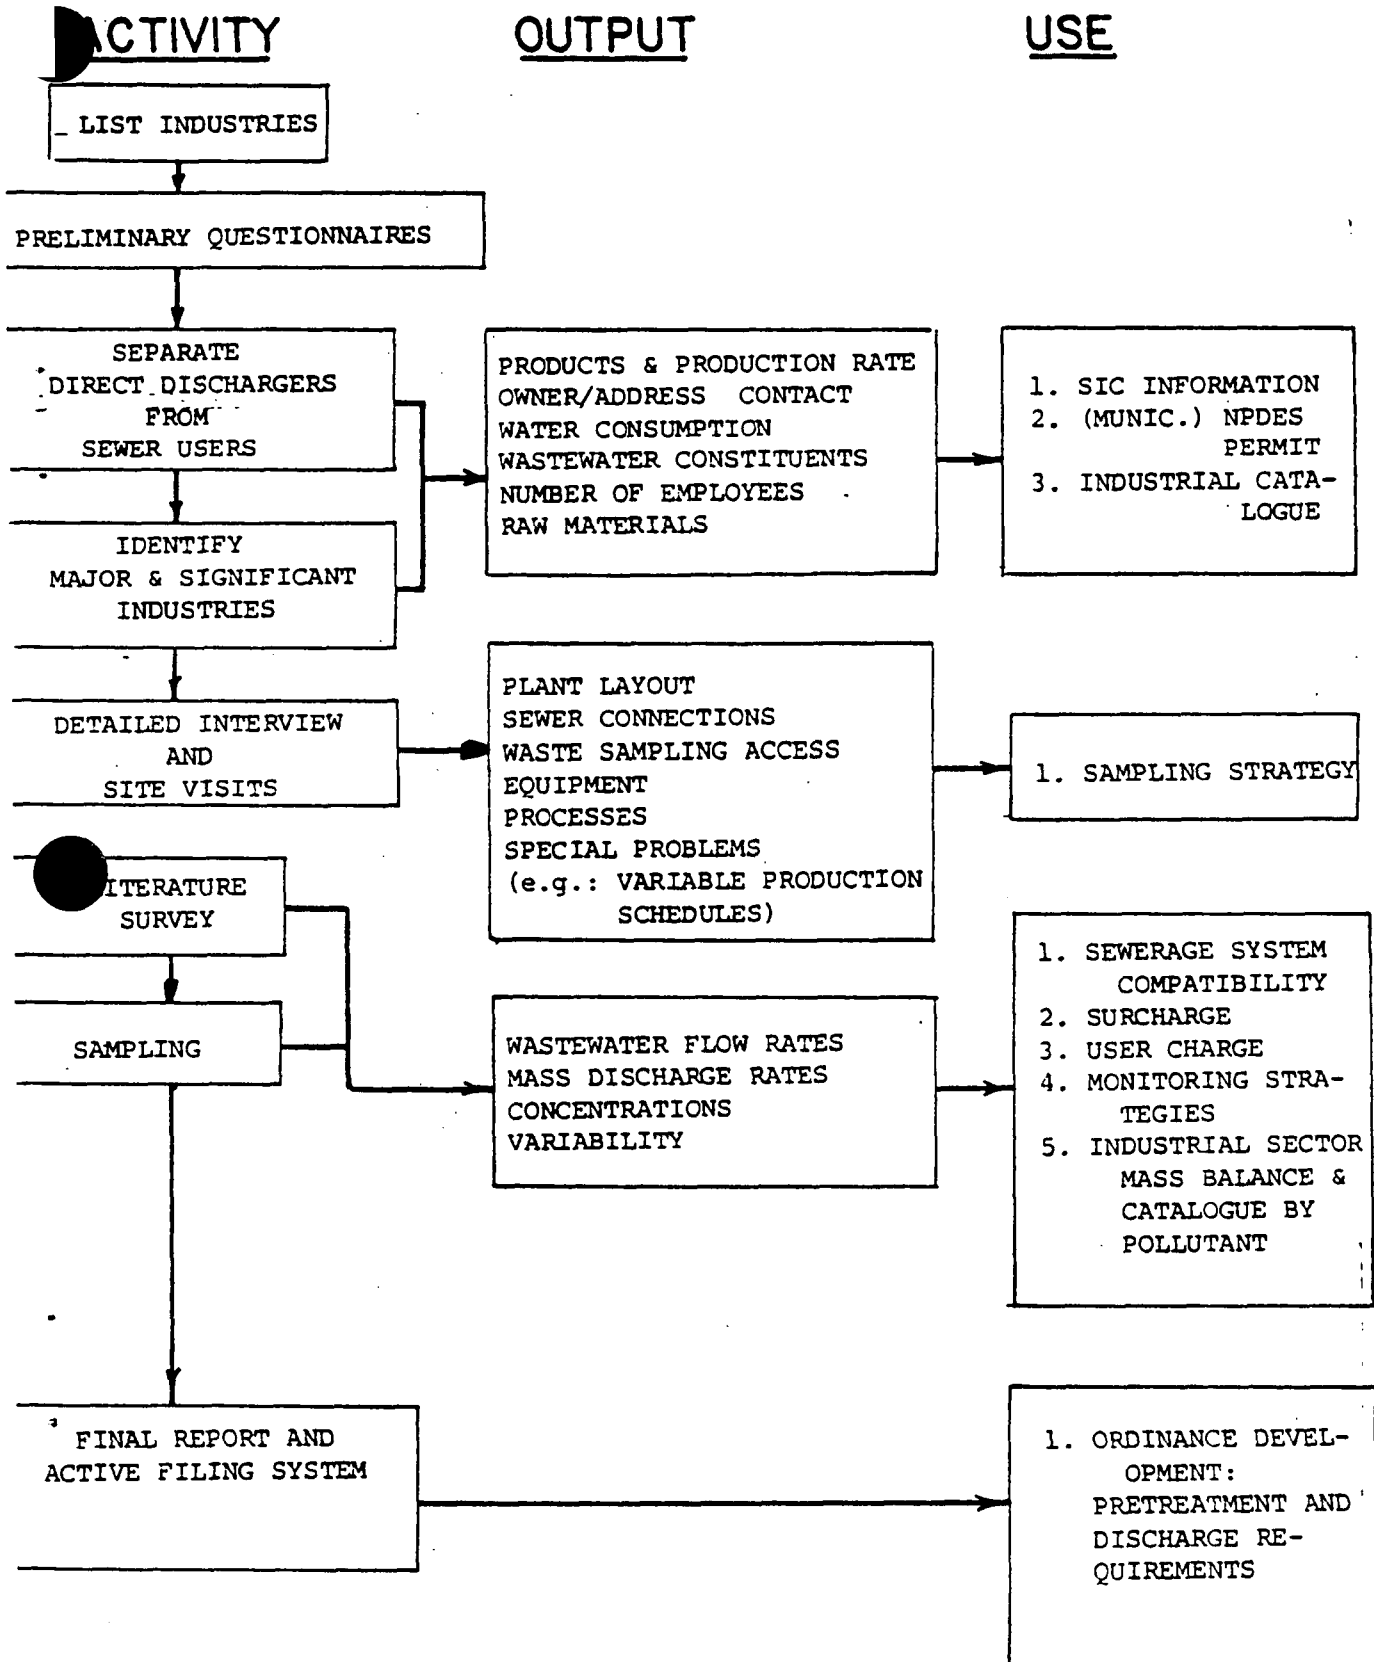 ACTIVITY
OUTPUT
USE
LIST INDUSTRIES
PRELIMINARY QUESTIONNAIRES
SEPARATE
DIRECT DISCHARGERS
FROM
SEWER USERS
IDENTIFY
MAJOR & SIGNIFICANT
INDUSTRIES
PRODUCTS & PRODUCTION RATE
OWNER/ADDRESS CONTACT
WATER CONSUMPTION
WASTEWATER CONSTITUENTS
NUMBER OF EMPLOYEES
RAW MATERIALS
1. SIC INFORMATION
2. (MUNIC.) NPDES
PERMIT
3. INDUSTRIAL CATA-
LOGUE
DETAILED INTERVIEW
AND
SITE VISITS
PLANT LAYOUT
SEWER CONNECTIONS
WASTE SAMPLING ACCESS
EQUIPMENT
PROCESSES
SPECIAL PROBLEMS
(e.g.: VARIABLE PRODUCTION
SCHEDULES)
1. SAMPLING STRATEGY
ITERATURE
SURVEY
SAMPLING
WASTEWATER FLOW RATES
MASS DISCHARGE RATES
CONCENTRATIONS
VARIABILITY
1. SEWERAGE SYSTEM
COMPATIBILITY
2. SURCHARGE
3. USER CHARGE
4. MONITORING STRA-
TEGIES
5. INDUSTRIAL SECTOR
MASS BALANCE &
CATALOGUE BY
POLLUTANT
FINAL REPORT AND
ACTIVE FILING SYSTEM
1. ORDINANCE DEVEL-
OPMENT:
PRETREATMENT AND
DISCHARGE RE-
QUIREMENTS